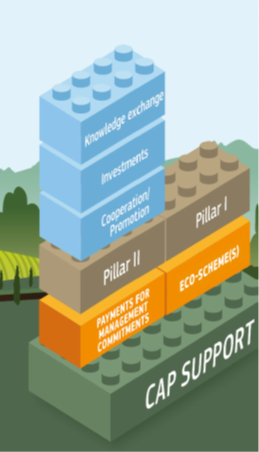 Knowledge exchange
Investments
Cooperation/
Promotion
Pillar I
Pillar II
ECO-SCHEME(S)
PAYMENTS FOR
MANAGEMENT
COMMITMENTS
CAP SUPPORT